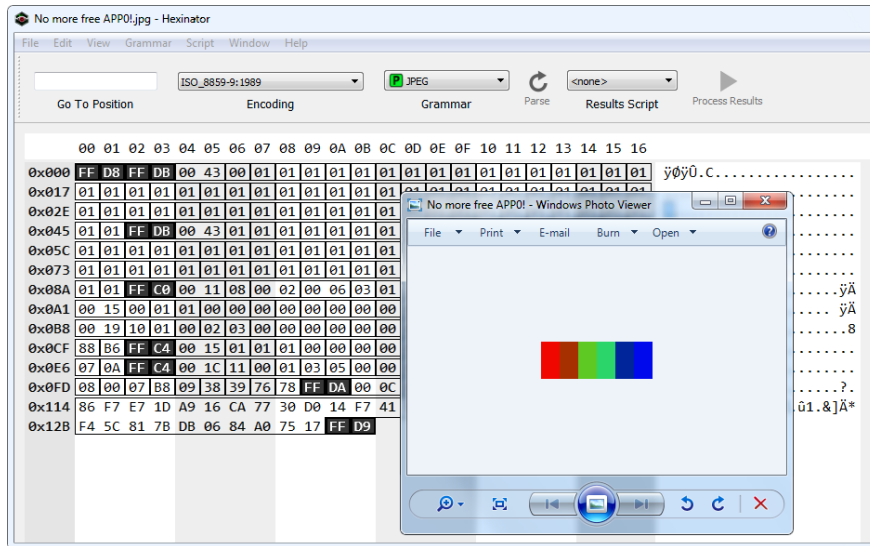 No more free APP0!.jpg - Hexinator
File Edit View Grammar Script Window Help
ISO_8859-9:1989 P JPEG <none>
Go To Position Encoding Grammar Parse Results Script Process Results
00 01 02 03 04 05 06 07 08 09 0A 0B 0C 0D 0E 0F 10 11 12 13 14 15 16
0x000 FF D8 FF DB 00 43 00 01 01 01 01 01 01 01 01 01 01 01 01 01 01 01 01 ÿØÿÛ.C.................
0x017 01 01 01 01 01 01 01 01 01 01 01 01 01
0x02E 01 01 01 01 01 01 01 01 01 01 01 01 01
0x045 01 01 FF DB 00 43 01 01 01 01 01 01 01
0x05C 01 01 01 01 01 01 01 01 01 01 01 01 01
0x073 01 01 01 01 01 01 01 01 01 01 01 01 01
0x08A 01 01 FF C0 00 11 08 00 02 00 06 03 01 ......ÿÄ
0x0A1 00 15 00 01 01 00 00 00 00 00 00 00 00 .... ÿÄ
0x0B8 00 19 10 01 00 02 03 00 00 00 00 00 00 .......8
0x0CF 88 B6 FF C4 00 15 01 01 01 00 00 00 00
0x0E6 07 0A FF C4 00 1C 11 00 01 03 05 00 00
0x0FD 08 00 07 B8 09 38 39 76 78 FF DA 00 0C ......?.
0x114 86 F7 E7 1D A9 16 CA 77 30 D0 14 F7 41 .û1.&]Ä*
0x12B F4 5C 81 7B DB 06 84 A0 75 17 FF D9
No more free APP0! - Windows Photo Viewer
File Print E-mail Burn Open